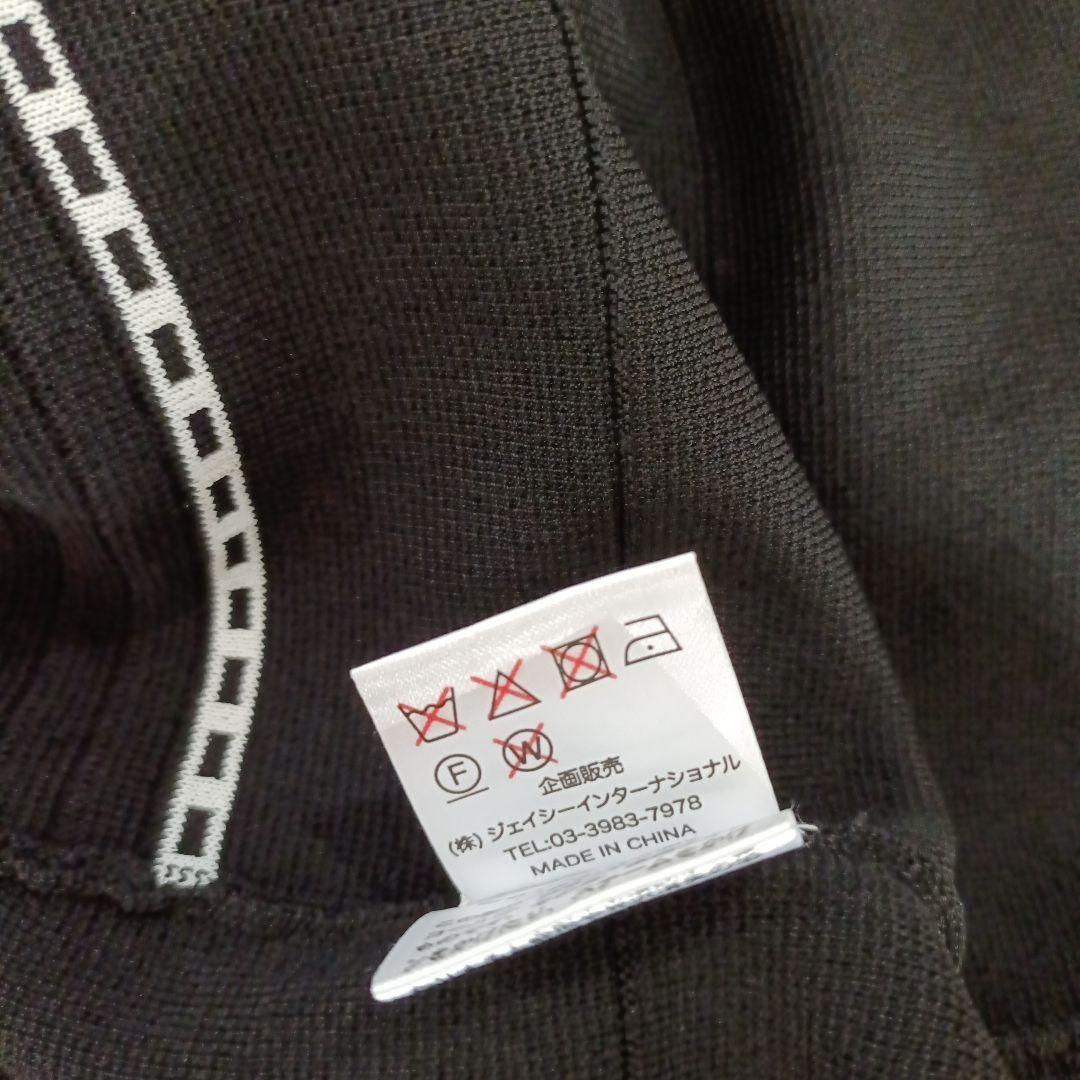 F W
企画販売
(株) ジェイシーインターナショナル
TEL:03-3983-7978
MADE IN CHINA